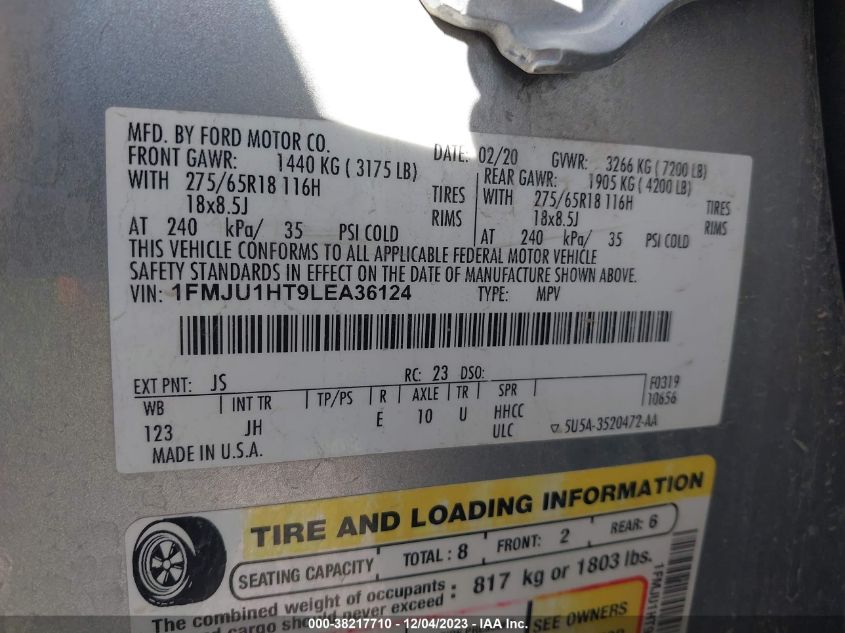 MFD. BY FORD MOTOR CO.
DATE: 02/20 GVWR: 3266 KG ( 7200 LB)
FRONT GAWR: 1440 KG ( 3175 LB)
REAR GAWR: 1905 KG ( 4200 LB)
WITH 275/65R18 116H TIRES
WITH 275/65R18 116H TIRES
18x8.5J RIMS
18x8.5J RIMS
AT 240 kPa/ 35 PSI COLD
AT 240 kPa/ 35 PSI COLD
THIS VEHICLE CONFORMS TO ALL APPLICABLE FEDERAL MOTOR VEHICLE
SAFETY STANDARDS IN EFFECT ON THE DATE OF MANUFACTURE SHOWN ABOVE.
VIN: 1FMJU1HT9LEA36124 TYPE: MPV
EXT PNT: JS RC: 23 DSO:
F0319
10656
WB INT TR TP/PS R AXLE TR SPR
123 JH E 10 U HHCC
ULC
5U5A-3520472-AA
MADE IN U.S.A.
TIRE AND LOADING INFORMATION
SEATING CAPACITY TOTAL: 8 FRONT: 2 REAR: 6
The combined weight of occupants : 817 kg or 1803 lbs.
cargo should never exceed
SEE OWNERS
1FMJU1HT
000-38217710 - 12/04/2023 - COPART, INC.